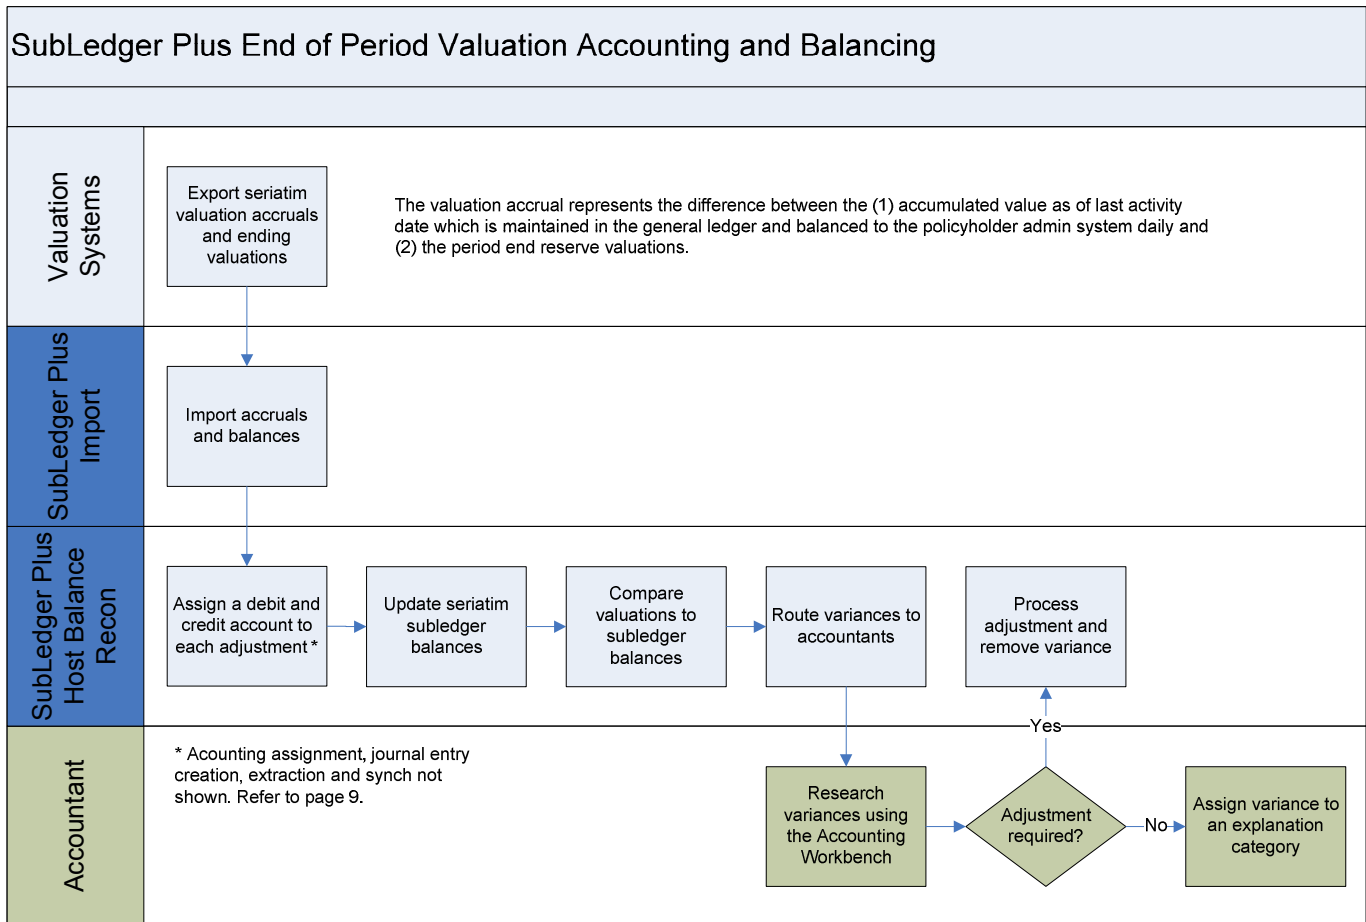 SubLedger Plus End of Period Valuation Accounting and Balancing
Valuation
Systems
Export seriatim
valuation accruals
and ending
valuations
The valuation accrual represents the difference between the (1) accumulated value as of last activity
date which is maintained in the general ledger and balanced to the policyholder admin system daily and
(2) the period end reserve valuations.
SubLedger Plus
Import
Import accruals
and balances
SubLedger Plus
Host Balance
Recon
Assign a debit and
credit account to
each adjustment *
Update seriatim
subledger
balances
Compare
valuations to
subledger
balances
Route variances to
accountants
Process
adjustment and
remove variance
Yes
Accountant
* Acounting assignment, journal entry
creation, extraction and synch not
shown. Refer to page 9.
Research
variances using
the Accounting
Workbench
Adjustment
required?
No
Assign variance to
an explanation
category